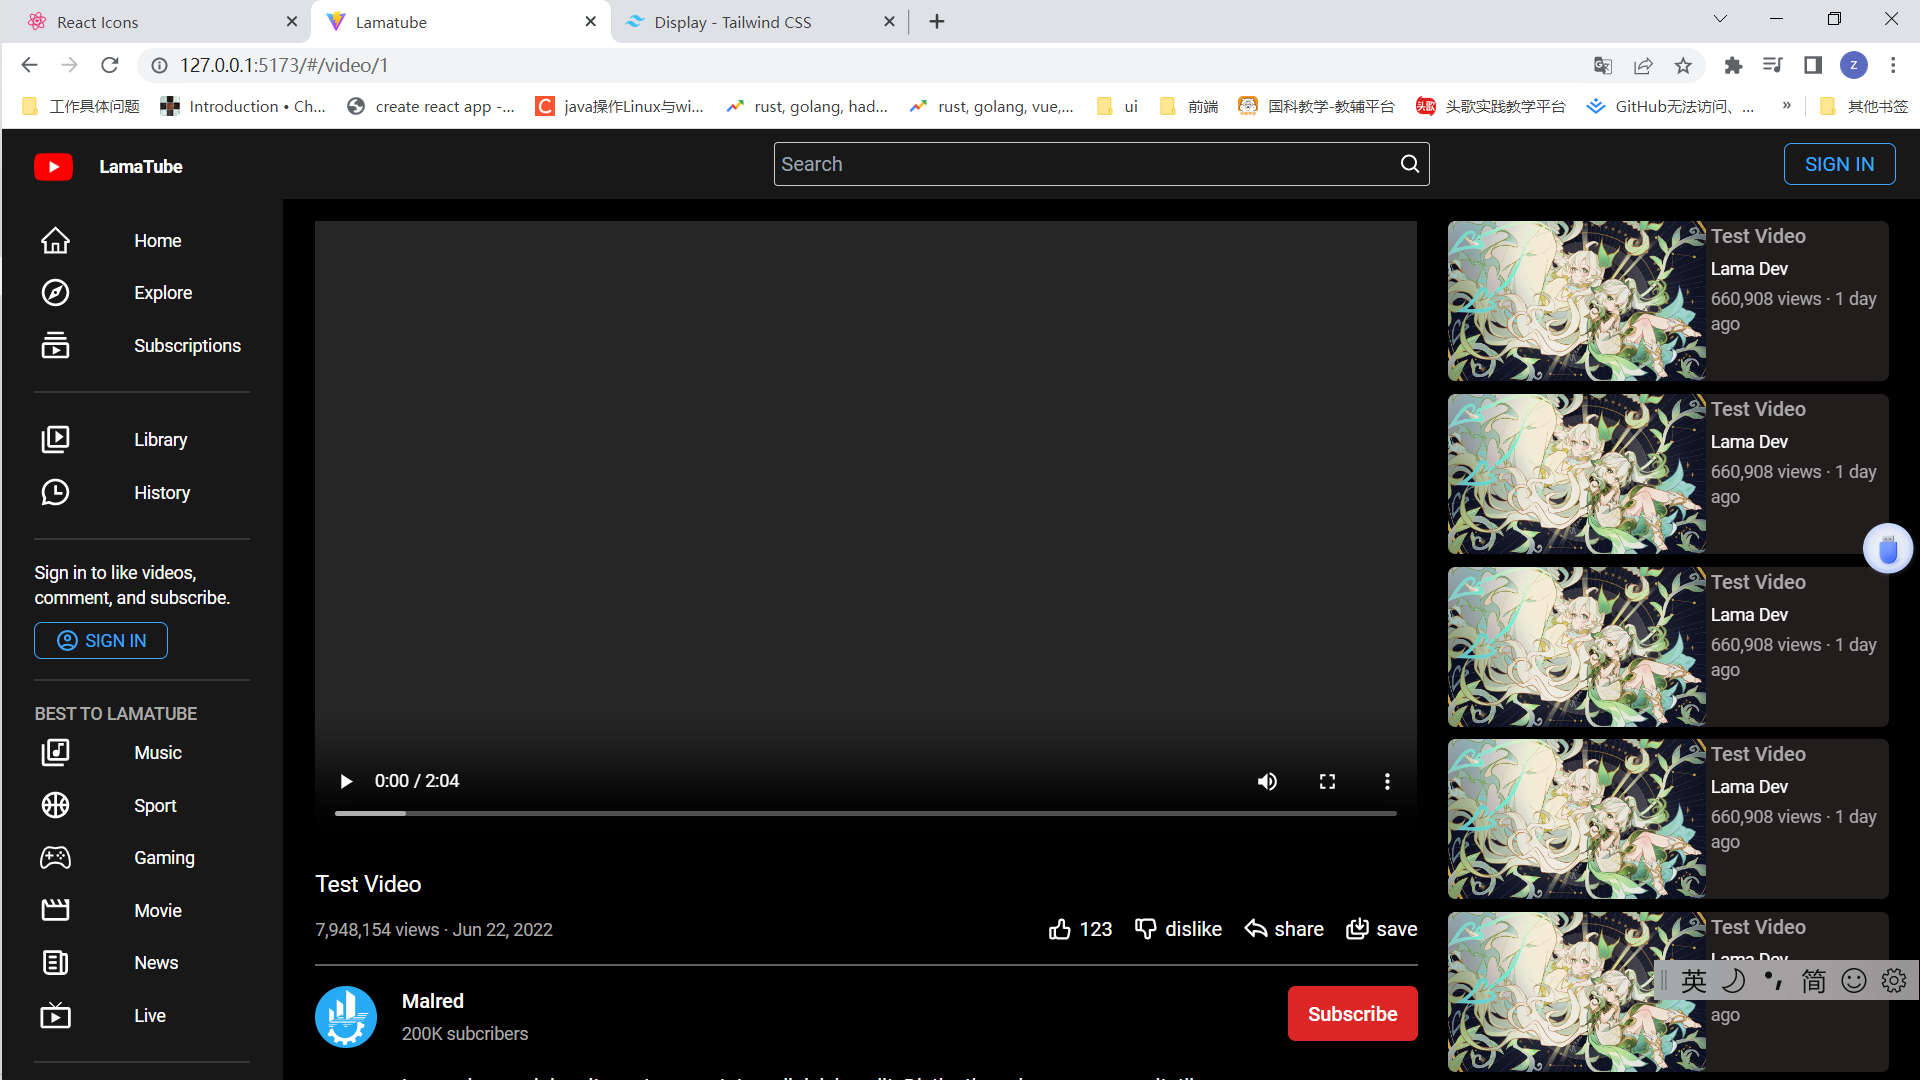 React Icons
Lamatube
Display - Tailwind CSS
127.0.0.1:5173/#/video/1
Z
工作具体问题
Introduction • Ch...
create react app -...
java操作Linux与wi...
rust, golang, had...
rust, golang, vue,...
ui
前端
国科教学-教辅平台
头歌
头歌实践教学平台
GitHub无法访问、...
»
其他书签
LamaTube
Search
SIGN IN
Home
Explore
Subscriptions
Library
History
Sign in to like videos,
comment, and subscribe.
SIGN IN
BEST TO LAMATUBE
Music
Sport
Gaming
Movie
News
Live
0:00 / 2:04
Test Video
7,948,154 views · Jun 22, 2022
123
dislike
share
save
Malred
200K subcribers
Subscribe
Test Video
Lama Dev
660,908 views · 1 day
ago
Test Video
Lama Dev
660,908 views · 1 day
ago
Test Video
Lama Dev
660,908 views · 1 day
ago
Test Video
Lama Dev
660,908 views · 1 day
ago
Test Video
Lama Dev
ago
英
简